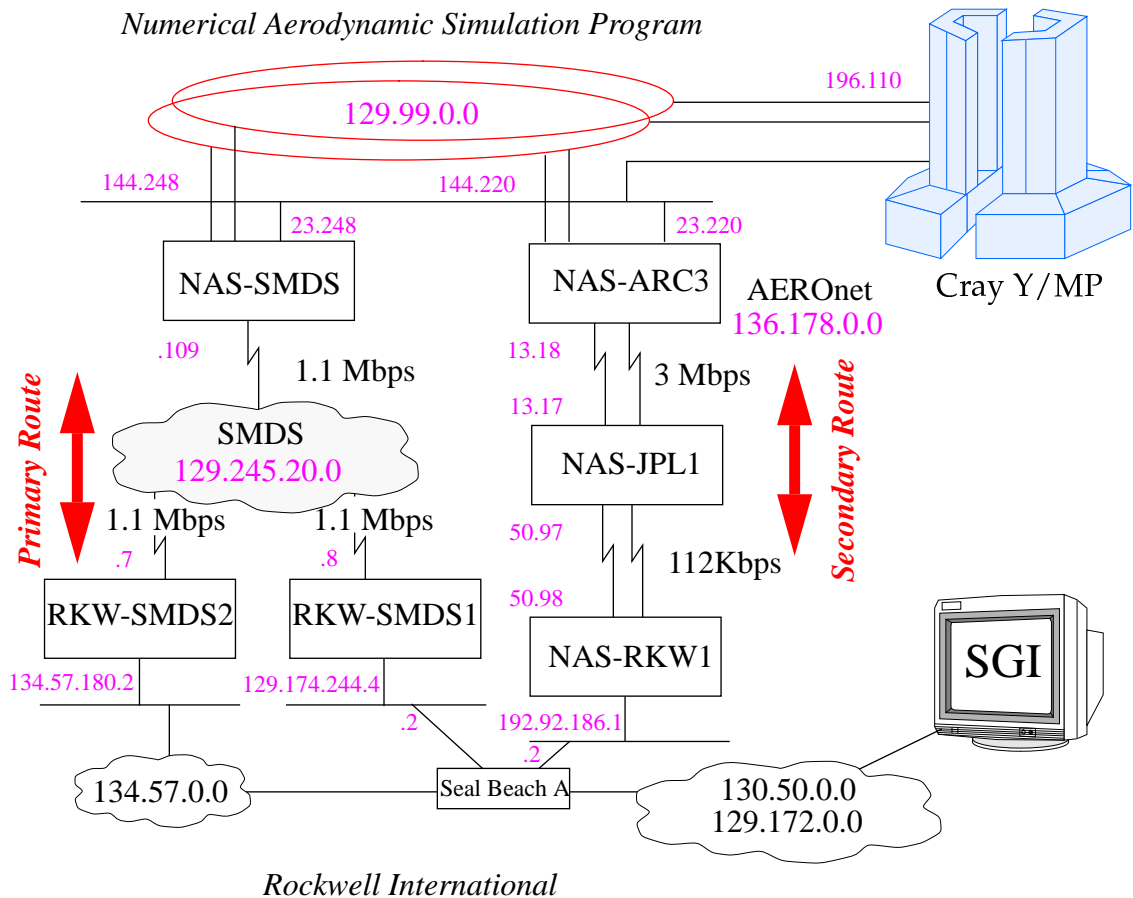 Numerical Aerodynamic Simulation Program
196.110
129.99.0.0
144.248
144.220
23.248
23.220
NAS-SMDS
NAS-ARC3
Cray Y/MP
AEROnet
136.178.0.0
.109
1.1 Mbps
13.18
3 Mbps
13.17
Primary Route
SMDS
129.245.20.0
NAS-JPL1
Secondary Route
1.1 Mbps
1.1 Mbps
50.97
.7
.8
112Kbps
50.98
RKW-SMDS2
RKW-SMDS1
NAS-RKW1
SGI
134.57.180.2
129.174.244.4
.2
192.92.186.1
.2
134.57.0.0
Seal Beach A
130.50.0.0
129.172.0.0
Rockwell International